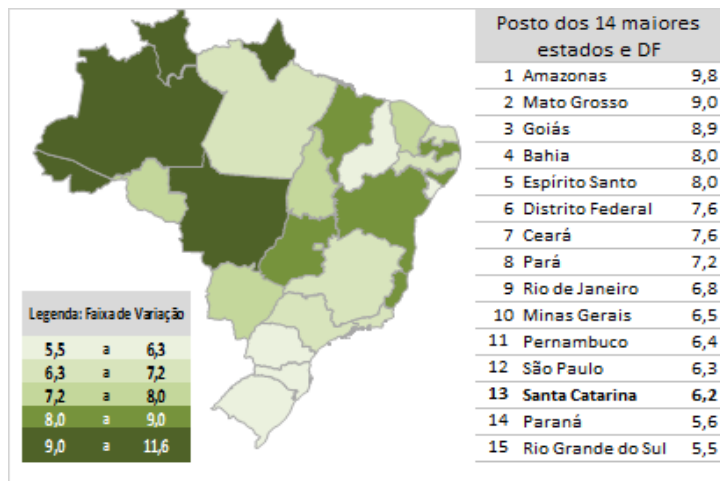 Posto dos 14 maiores
estados e DF
1 Amazonas 9,8
2 Mato Grosso 9,0
3 Goiás 8,9
4 Bahia 8,0
5 Espírito Santo 8,0
6 Distrito Federal 7,6
7 Ceará 7,6
8 Pará 7,2
9 Rio de Janeiro 6,8
10 Minas Gerais 6,5
11 Pernambuco 6,4
12 São Paulo 6,3
13 Santa Catarina 6,2
14 Paraná 5,6
15 Rio Grande do Sul 5,5
Legenda: Faixa de Variação
5,5 a 6,3
6,3 a 7,2
7,2 a 8,0
8,0 a 9,0
9,0 a 11,6